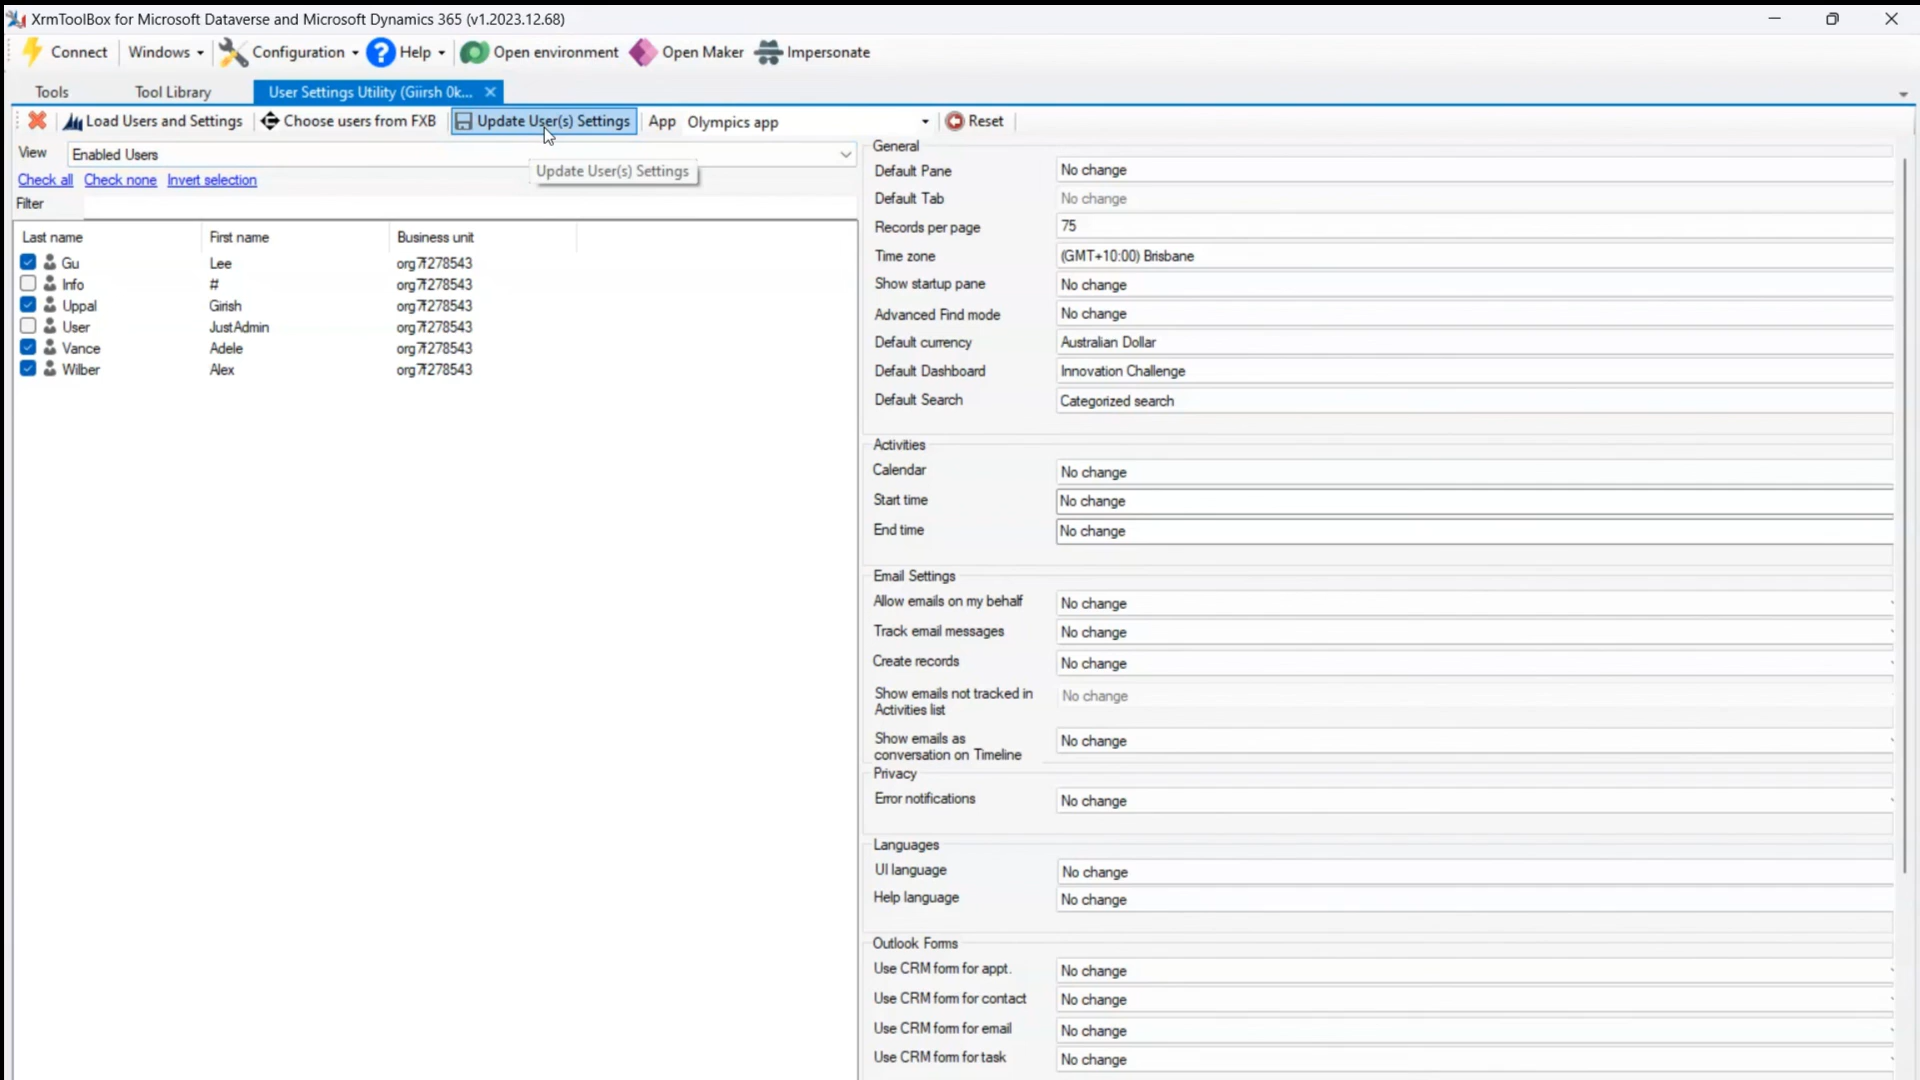 XrmToolBox for Microsoft Dataverse and Microsoft Dynamics 365 (v1.2023.12.68)
Connect Windows Configuration ? Help Open environment Open Maker Impersonate
Tools Tool Library User Settings Utility (Giirsh 0k...
Load Users and Settings Choose users from FXB Update User(s) Settings App Olympics app Reset
View Enabled Users
Update User(s) Settings
Check all Check none Invert selection
Filter
Last name First name Business unit
Gu Lee org7f278543
Info # org7f278543
Uppal Girish org7f278543
User JustAdmin org7f278543
Vance Adele org7f278543
Wilber Alex org7f278543
General
Default Pane No change
Default Tab No change
Records per page 75
Time zone (GMT+10:00) Brisbane
Show startup pane No change
Advanced Find mode No change
Default currency Australian Dollar
Default Dashboard Innovation Challenge
Default Search Categorized search
Activities
Calendar No change
Start time No change
End time No change
Email Settings
Allow emails on my behalf No change
Track email messages No change
Create records No change
Show emails not tracked in No change
Activities list
Show emails as No change
conversation on Timeline
Privacy
Error notifications No change
Languages
UI language No change
Help language No change
Outlook Forms
Use CRM form for appt. No change
Use CRM form for contact No change
Use CRM form for email No change
Use CRM form for task No change